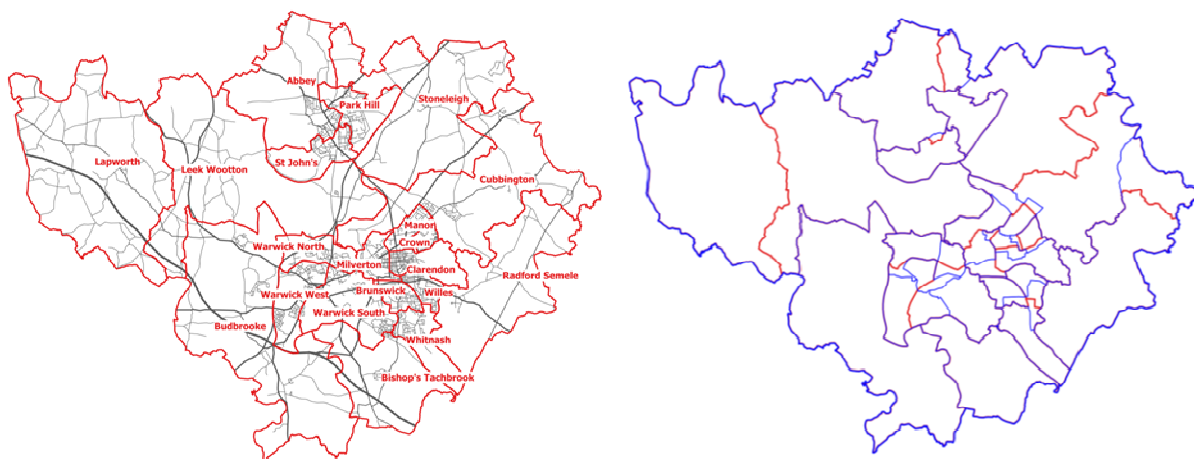 Abbey
Park Hill
Stoneleigh
Lapworth
Leek Wootton
St John's
Cubbington
Manor
Crown
Warwick North
Milverton
Clarendon
Radford Semele
Warwick West
Brunswick
Willes
Warwick South
Budbrooke
Whitnash
Bishop's Tachbrook